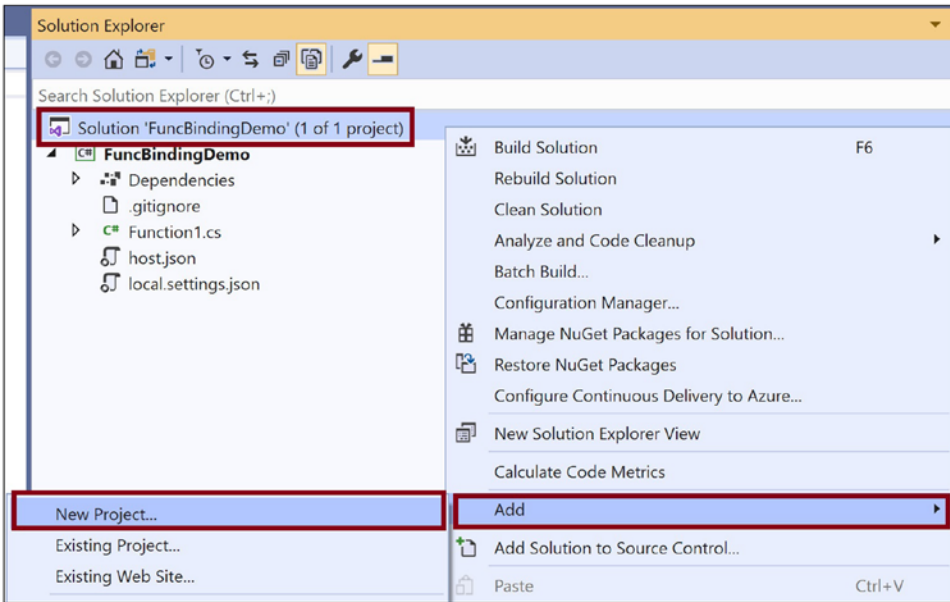 Solution Explorer
Search Solution Explorer (Ctrl+;)
Solution 'FuncBindingDemo' (1 of 1 project)
C# FuncBindingDemo
Dependencies
.gitignore
C# Function1.cs
host.json
local.settings.json
Build Solution F6
Rebuild Solution
Clean Solution
Analyze and Code Cleanup
Batch Build...
Configuration Manager...
Manage NuGet Packages for Solution...
Restore NuGet Packages
Configure Continuous Delivery to Azure...
New Solution Explorer View
Calculate Code Metrics
Add
Add Solution to Source Control...
Paste Ctrl+V
New Project...
Existing Project...
Existing Web Site...